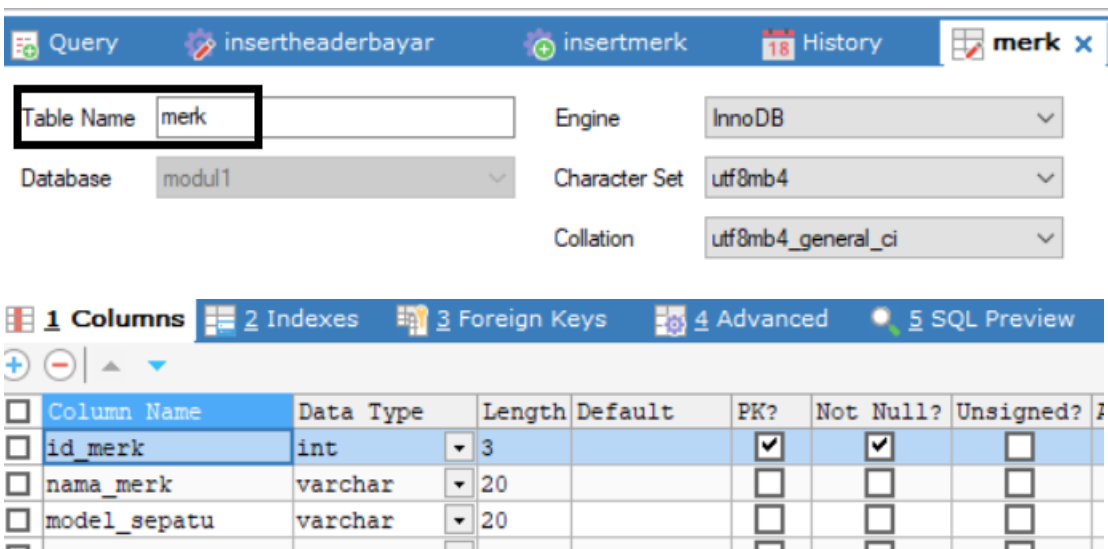 Query insertheaderbayar insertmerk 18 History merk
Table Name merk Engine InnoDB
Database modul1 Character Set utf8mb4
Collation utf8mb4_general_ci
1 Columns 2 Indexes 3 Foreign Keys 4 Advanced 5 SQL Preview
Column Name Data Type Length Default PK? Not Null? Unsigned?
id_merk int 3
nama_merk varchar 20
model_sepatu varchar 20